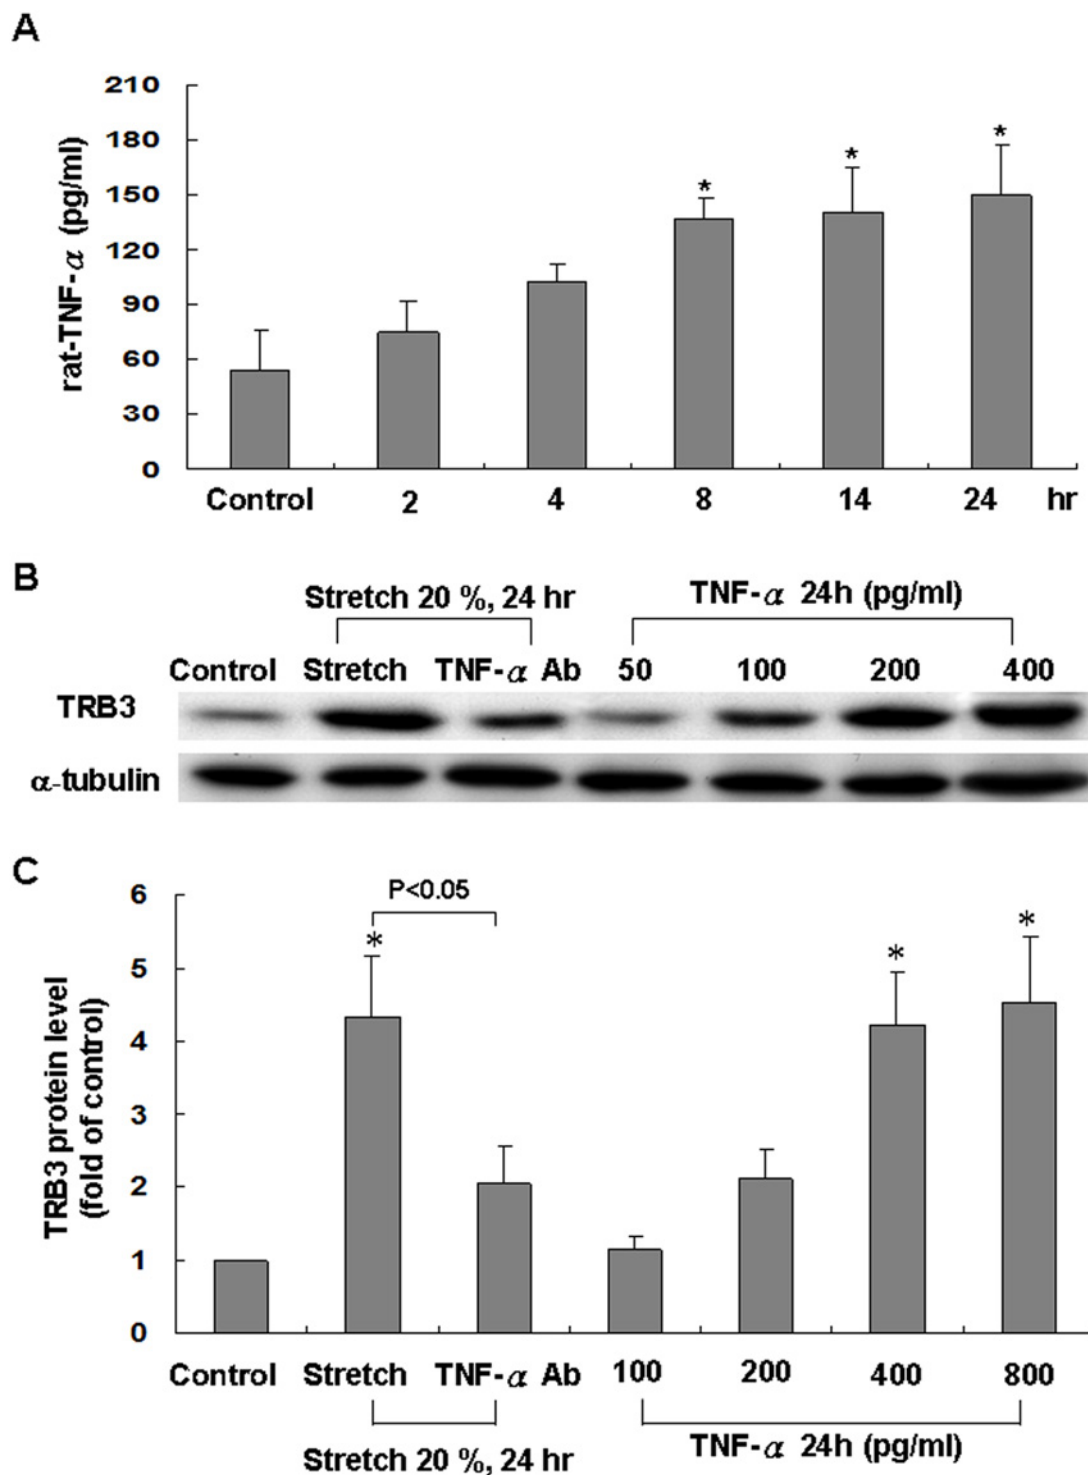 A
210
180
150
120
90
60
30
0
rat-TNF-α (pg/ml)
* * *
Control 2 4 8 14 24 hr
B
Stretch 20 %, 24 hr TNF-α 24h (pg/ml)
Control Stretch TNF-α Ab 50 100 200 400
TRB3
α-tubulin
C
6
5
4
3
2
1
0
TRB3 protein level
(fold of control)
P<0.05
* * *
Control Stretch TNF-α Ab 100 200 400 800
Stretch 20 %, 24 hr TNF-α 24h (pg/ml)